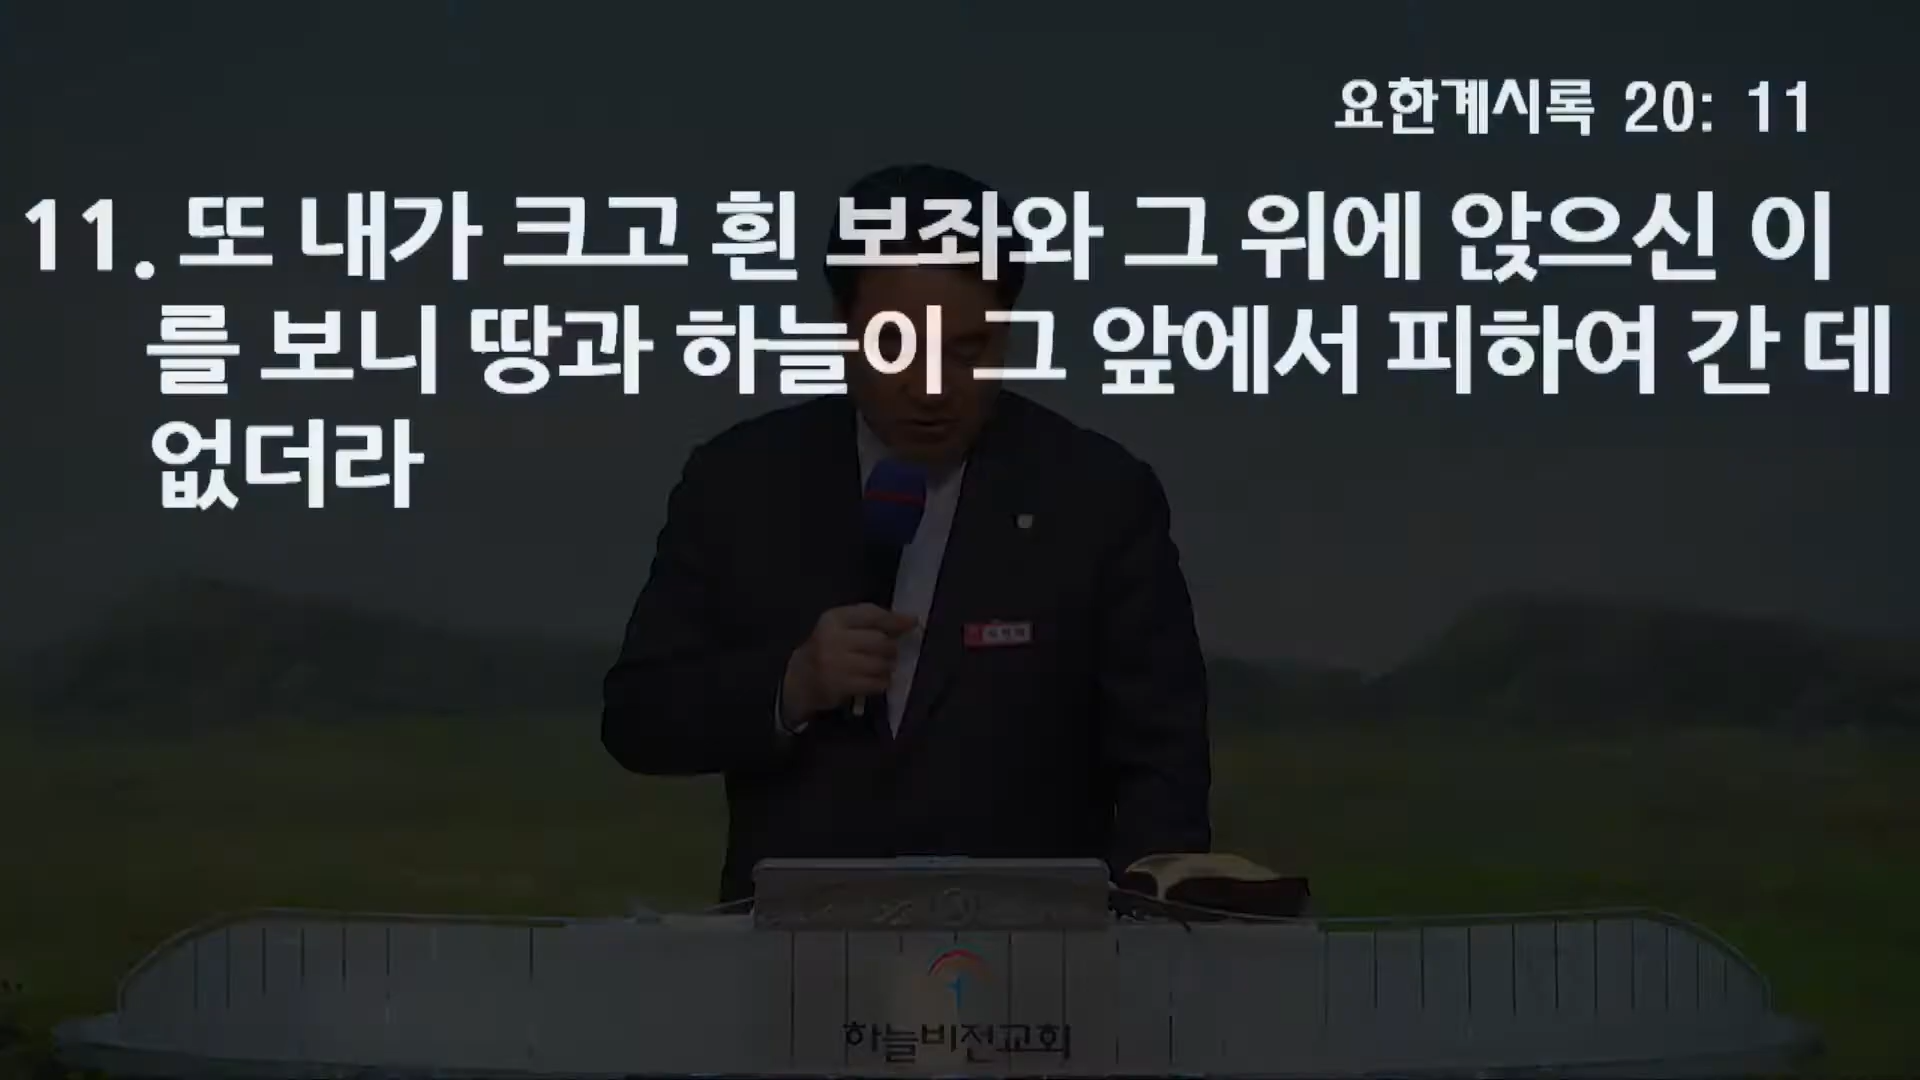 요한계시록 20: 11
11. 또 내가 크고 흰 보좌와 그 위에 앉으신 이
를 보니 땅과 하늘이 그 앞에서 피하여 간 데
없더라
하늘비전교회